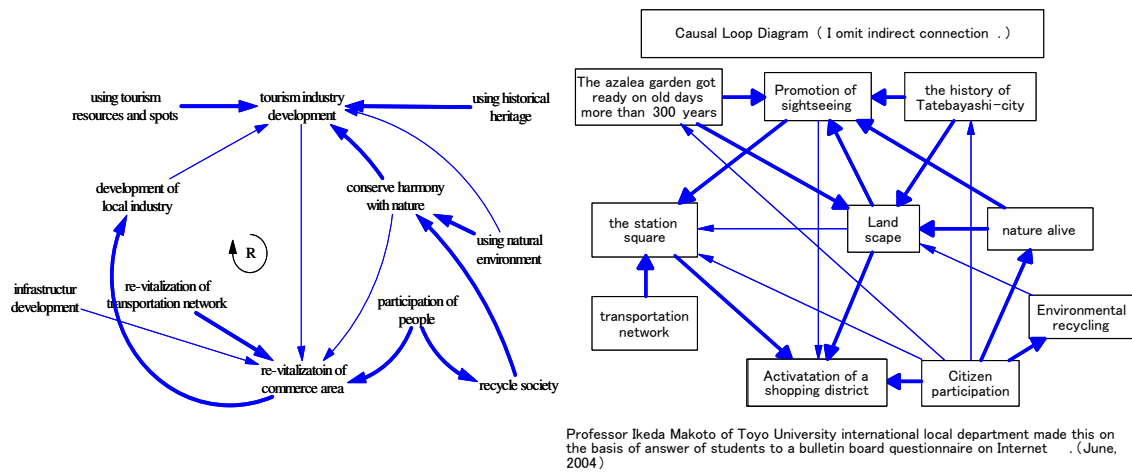 using tourism
resources and spots
tourism industry
development
using historical
heritage
development of
local industry
conserve harmony
with nature
using natural
environment
R
infrastructur
development
re-vitalization of
transportation network
participation of
people
re-vitalizatoin of
commerce area
recycle society
Causal Loop Diagram ( I omit indirect connection . )
The azalea garden got
ready on old days
more than 300 years
Promotion of
sightseeing
the history of
Tatebayashi-city
the station
square
Land
scape
nature alive
transportation
network
Environmental
recycling
Activatation of a
shopping district
Citizen
participation
Professor Ikeda Makoto of Toyo University international local department made this on
the basis of answer of students to a bulletin board questionnaire on Internet . (June,
2004)